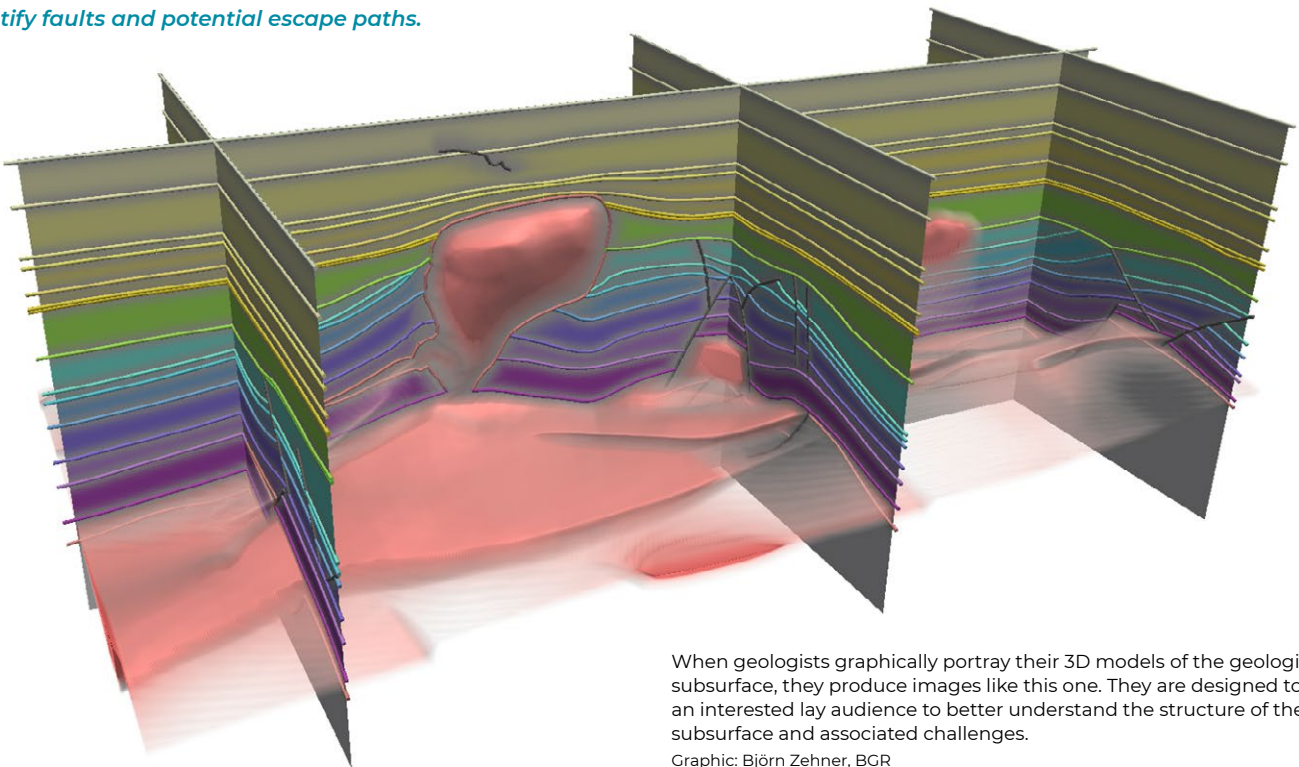 tify faults and potential escape paths.
When geologists graphically portray their 3D models of the geologi
subsurface, they produce images like this one. They are designed to
an interested lay audience to better understand the structure of the
subsurface and associated challenges.
Graphic: Björn Zehner, BGR